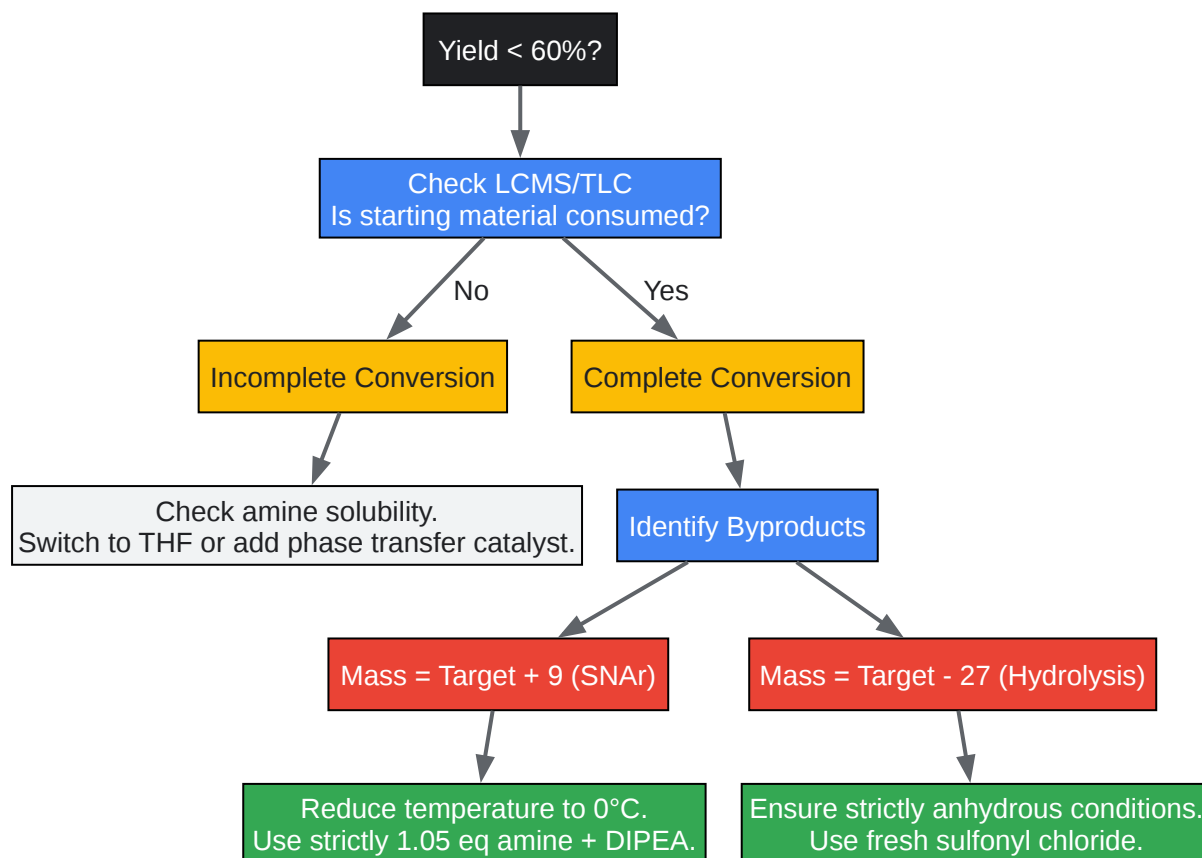 Yield < 60%?
Check LCMS/TLC
Is starting material consumed?
No
Yes
Incomplete Conversion
Complete Conversion
Check amine solubility.
Switch to THF or add phase transfer catalyst.
Identify Byproducts
Mass = Target + 9 (SNAr)
Mass = Target - 27 (Hydrolysis)
Reduce temperature to 0°C.
Use strictly 1.05 eq amine + DIPEA.
Ensure strictly anhydrous conditions.
Use fresh sulfonyl chloride.